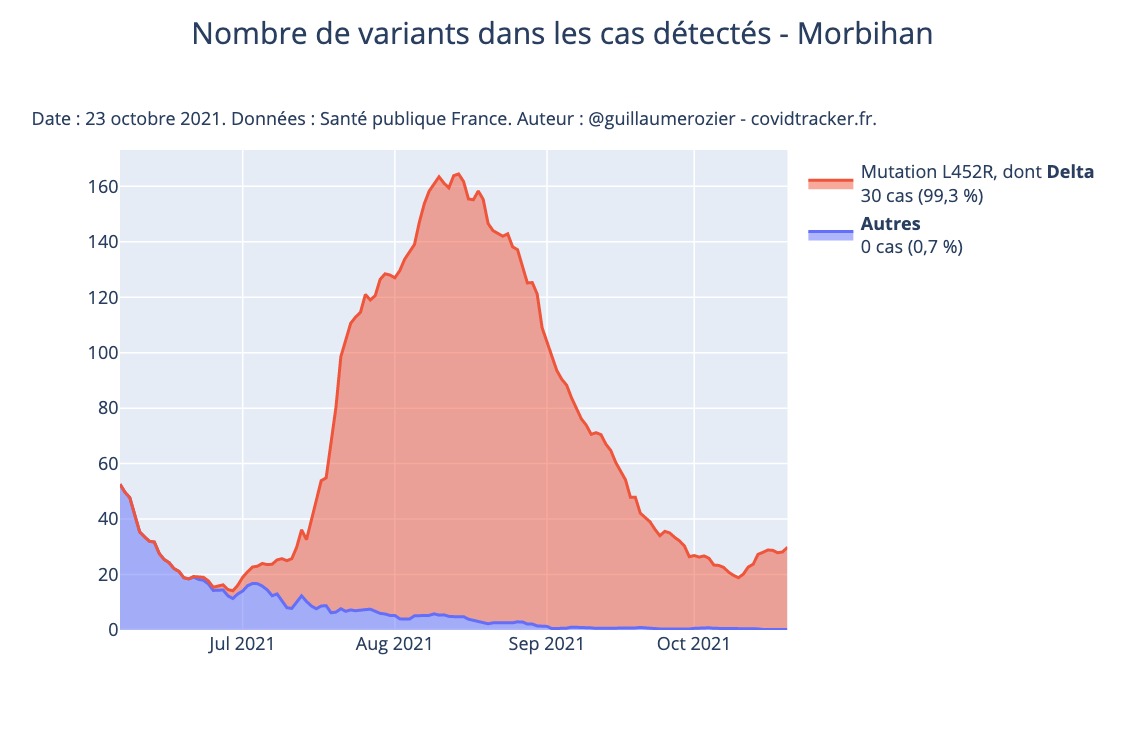 Nombre de variants dans les cas détectés - Morbihan
Date : 23 octobre 2021. Données : Santé publique France. Auteur : @guillaumerozier - covidtracker.fr.
Mutation L452R, dont Delta
30 cas (99,3 %)
Autres
0 cas (0,7 %)
160
140
120
100
80
60
40
20
0
Jul 2021
Aug 2021
Sep 2021
Oct 2021